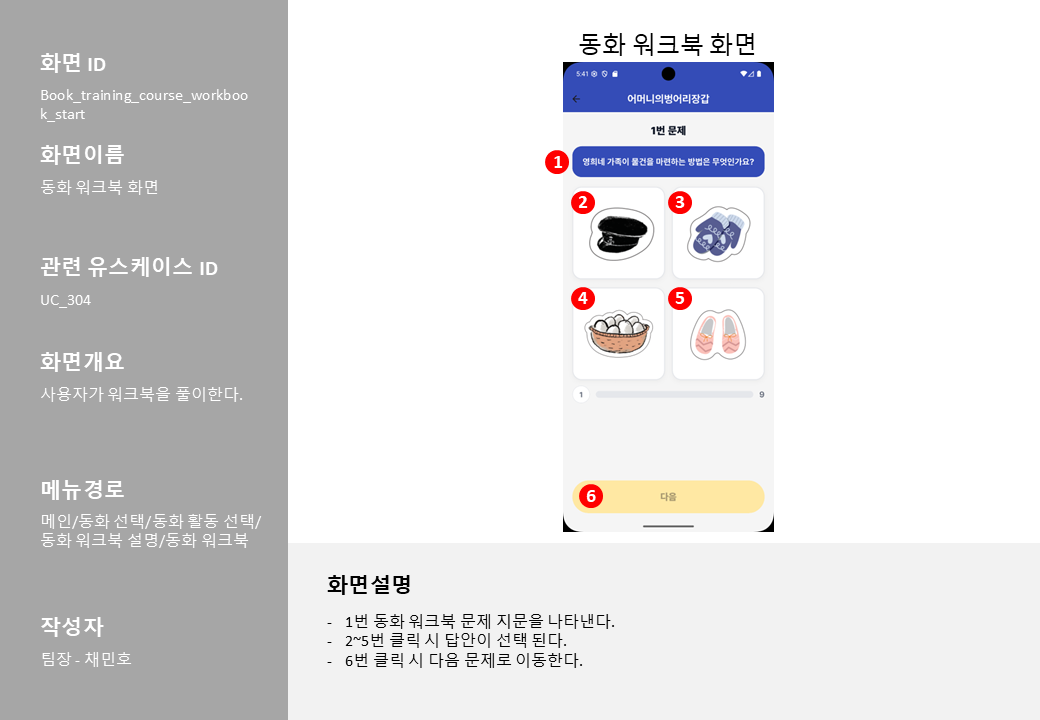 화면 ID
Book_training_course_workboo
k_start
화면이름
동화 워크북 화면
관련 유스케이스 ID
UC_304
화면개요
사용자가 워크북을 풀이한다.
메뉴경로
메인/동화 선택/동화 활동 선택/
동화 워크북 설명/동화 워크북
작성자
팀장 - 채민호
동화 워크북 화면
5:41
어머니의벙어리장갑
1번 문제
1 영희네 가족이 물건을 마련하는 방법은 무엇인가요?
2 3
4 5
1 9
6 다음
화면설명
- 1번 동화 워크북 문제 지문을 나타낸다.
- 2~5번 클릭 시 답안이 선택 된다.
- 6번 클릭 시 다음 문제로 이동한다.